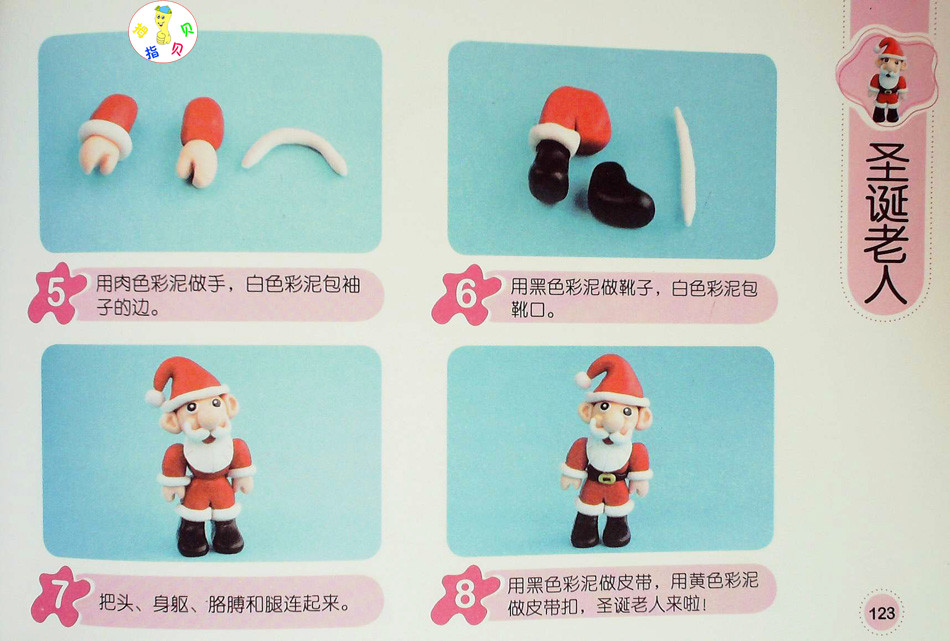 指贝贝
圣诞老人
5
用肉色彩泥做手，白色彩泥包袖
子的边。
6
用黑色彩泥做靴子，白色彩泥包
靴口。
7
把头、身躯、胳膊和腿连起来。
8
用黑色彩泥做皮带，用黄色彩泥
做皮带扣，圣诞老人来啦！
123